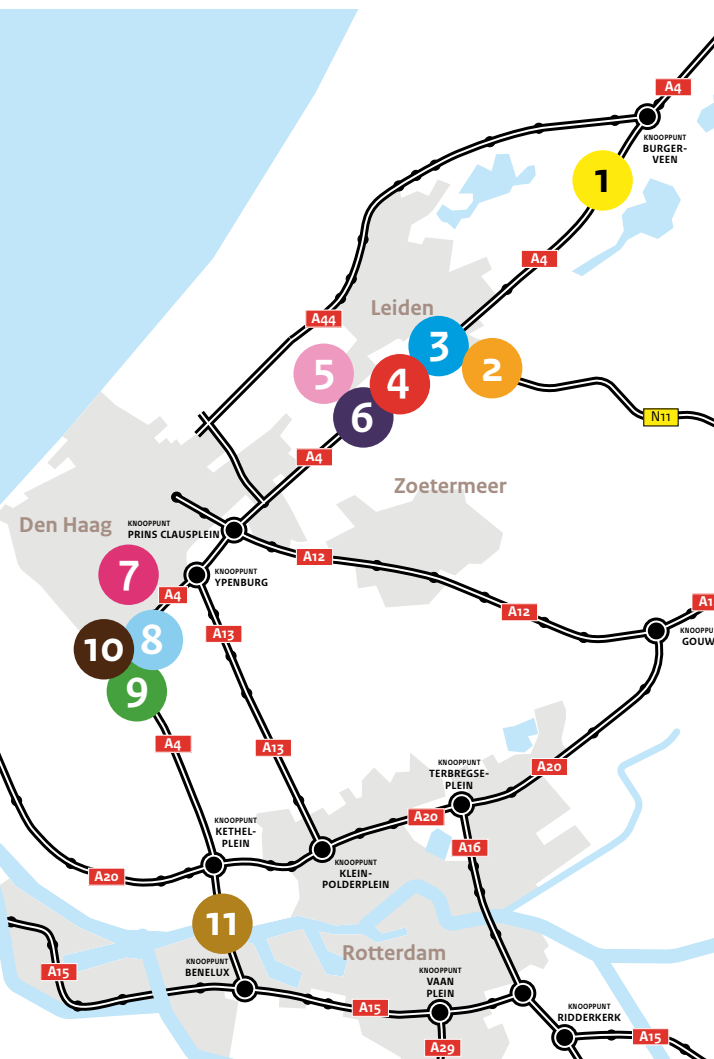 A4
KNOOPPUNT
BURGER-
VEEN
1
A4
Leiden
A44
3
5
2
4
6
N11
A4
Zoetermeer
Den Haag
KNOOPPUNT
PRINS CLAUSPLEIN
A12
7
KNOOPPUNT
YPENBURG
A4
A12
A1
KNOOPPU
GOUW
A13
8
10
9
A4
A13
KNOOPPUNT
TERBREGSE-
PLEIN
A20
A20
KNOOPPUNT
KETHEL-
PLEIN
A16
KNOOPPUNT
KLEIN-
POLDERPLEIN
A20
11
Rotterdam
KNOOPPUNT
BENELUX
KNOOPPUNT
VAAN
PLEIN
A15
A15
KNOOPPUNT
RIDDERKERK
A15
A29